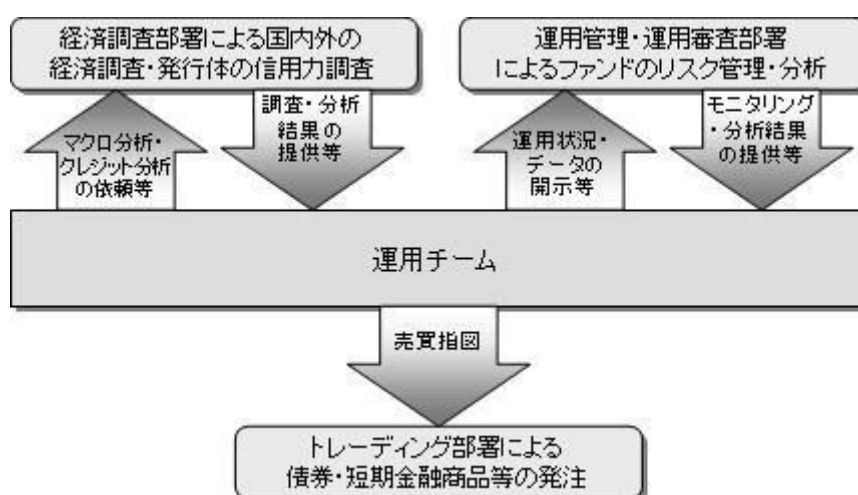 経済調査部署による国内外の
経済調査・発行体の信用力調査
運用管理・運用審査部署
によるファンドのリスク管理・分析
マクロ分析・
クレジット分析
の依頼等
調査・分析
結果の
提供等
運用状況・
データの
開示等
モニタリング
・分析結果
の提供等
運用チーム
売買指図
トレーディング部署による
債券・短期金融商品等の発注